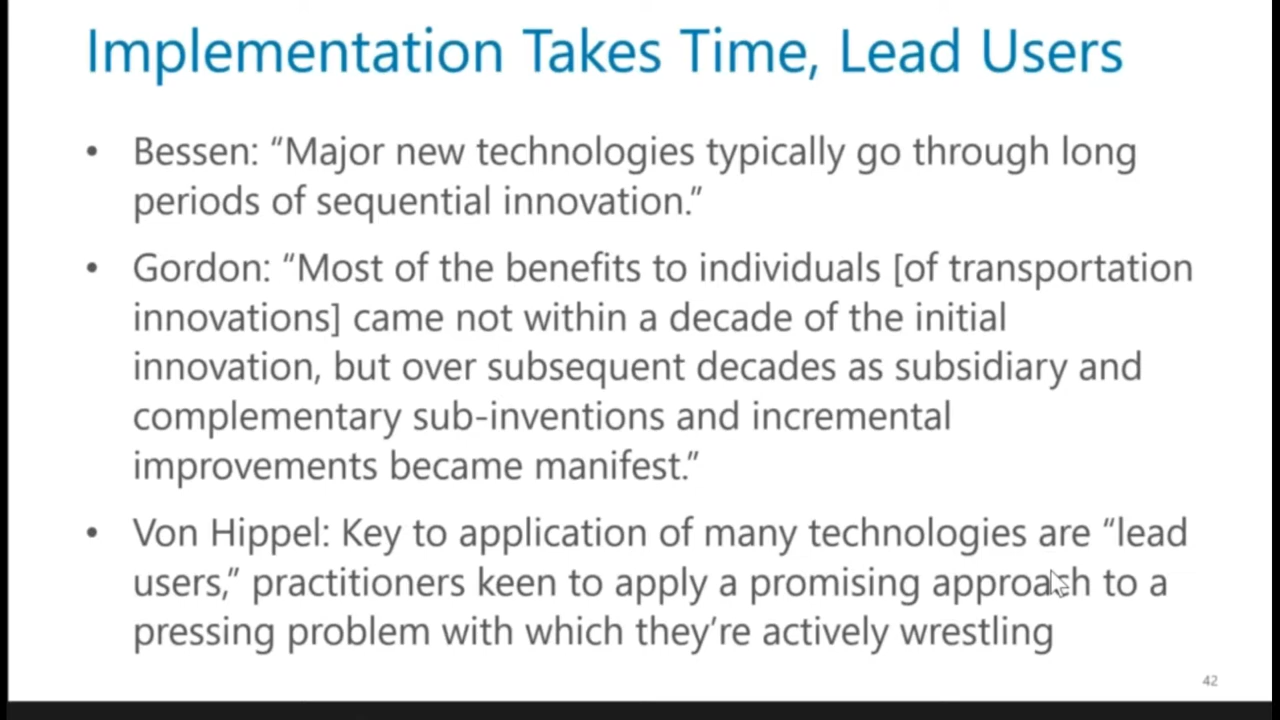 Implementation Takes Time, Lead Users
• Bessen: “Major new technologies typically go through long
periods of sequential innovation.”
• Gordon: “Most of the benefits to individuals [of transportation
innovations] came not within a decade of the initial
innovation, but over subsequent decades as subsidiary and
complementary sub-inventions and incremental
improvements became manifest.”
• Von Hippel: Key to application of many technologies are “lead
users,” practitioners keen to apply a promising approach to a
pressing problem with which they’re actively wrestling
42